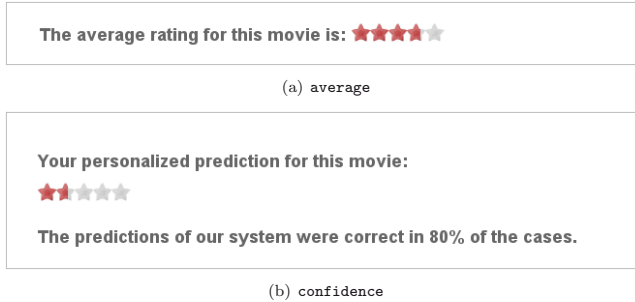 The average rating for this movie is:
(a) average
Your personalized prediction for this movie:
The predictions of our system were correct in 80% of the cases.
(b) confidence